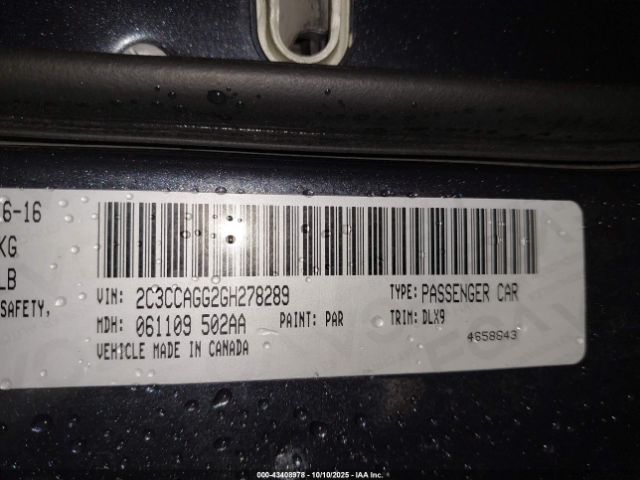 6-16
KG
LB
SAFETY,
VIN: 2C3CCAGG2GH278289 TYPE: PASSENGER CAR
MDH: 061109 502AA PAINT: PAR TRIM: DLX9
VEHICLE MADE IN CANADA 4658643
000-43408978 - 10/10/2025 - IAA Inc.